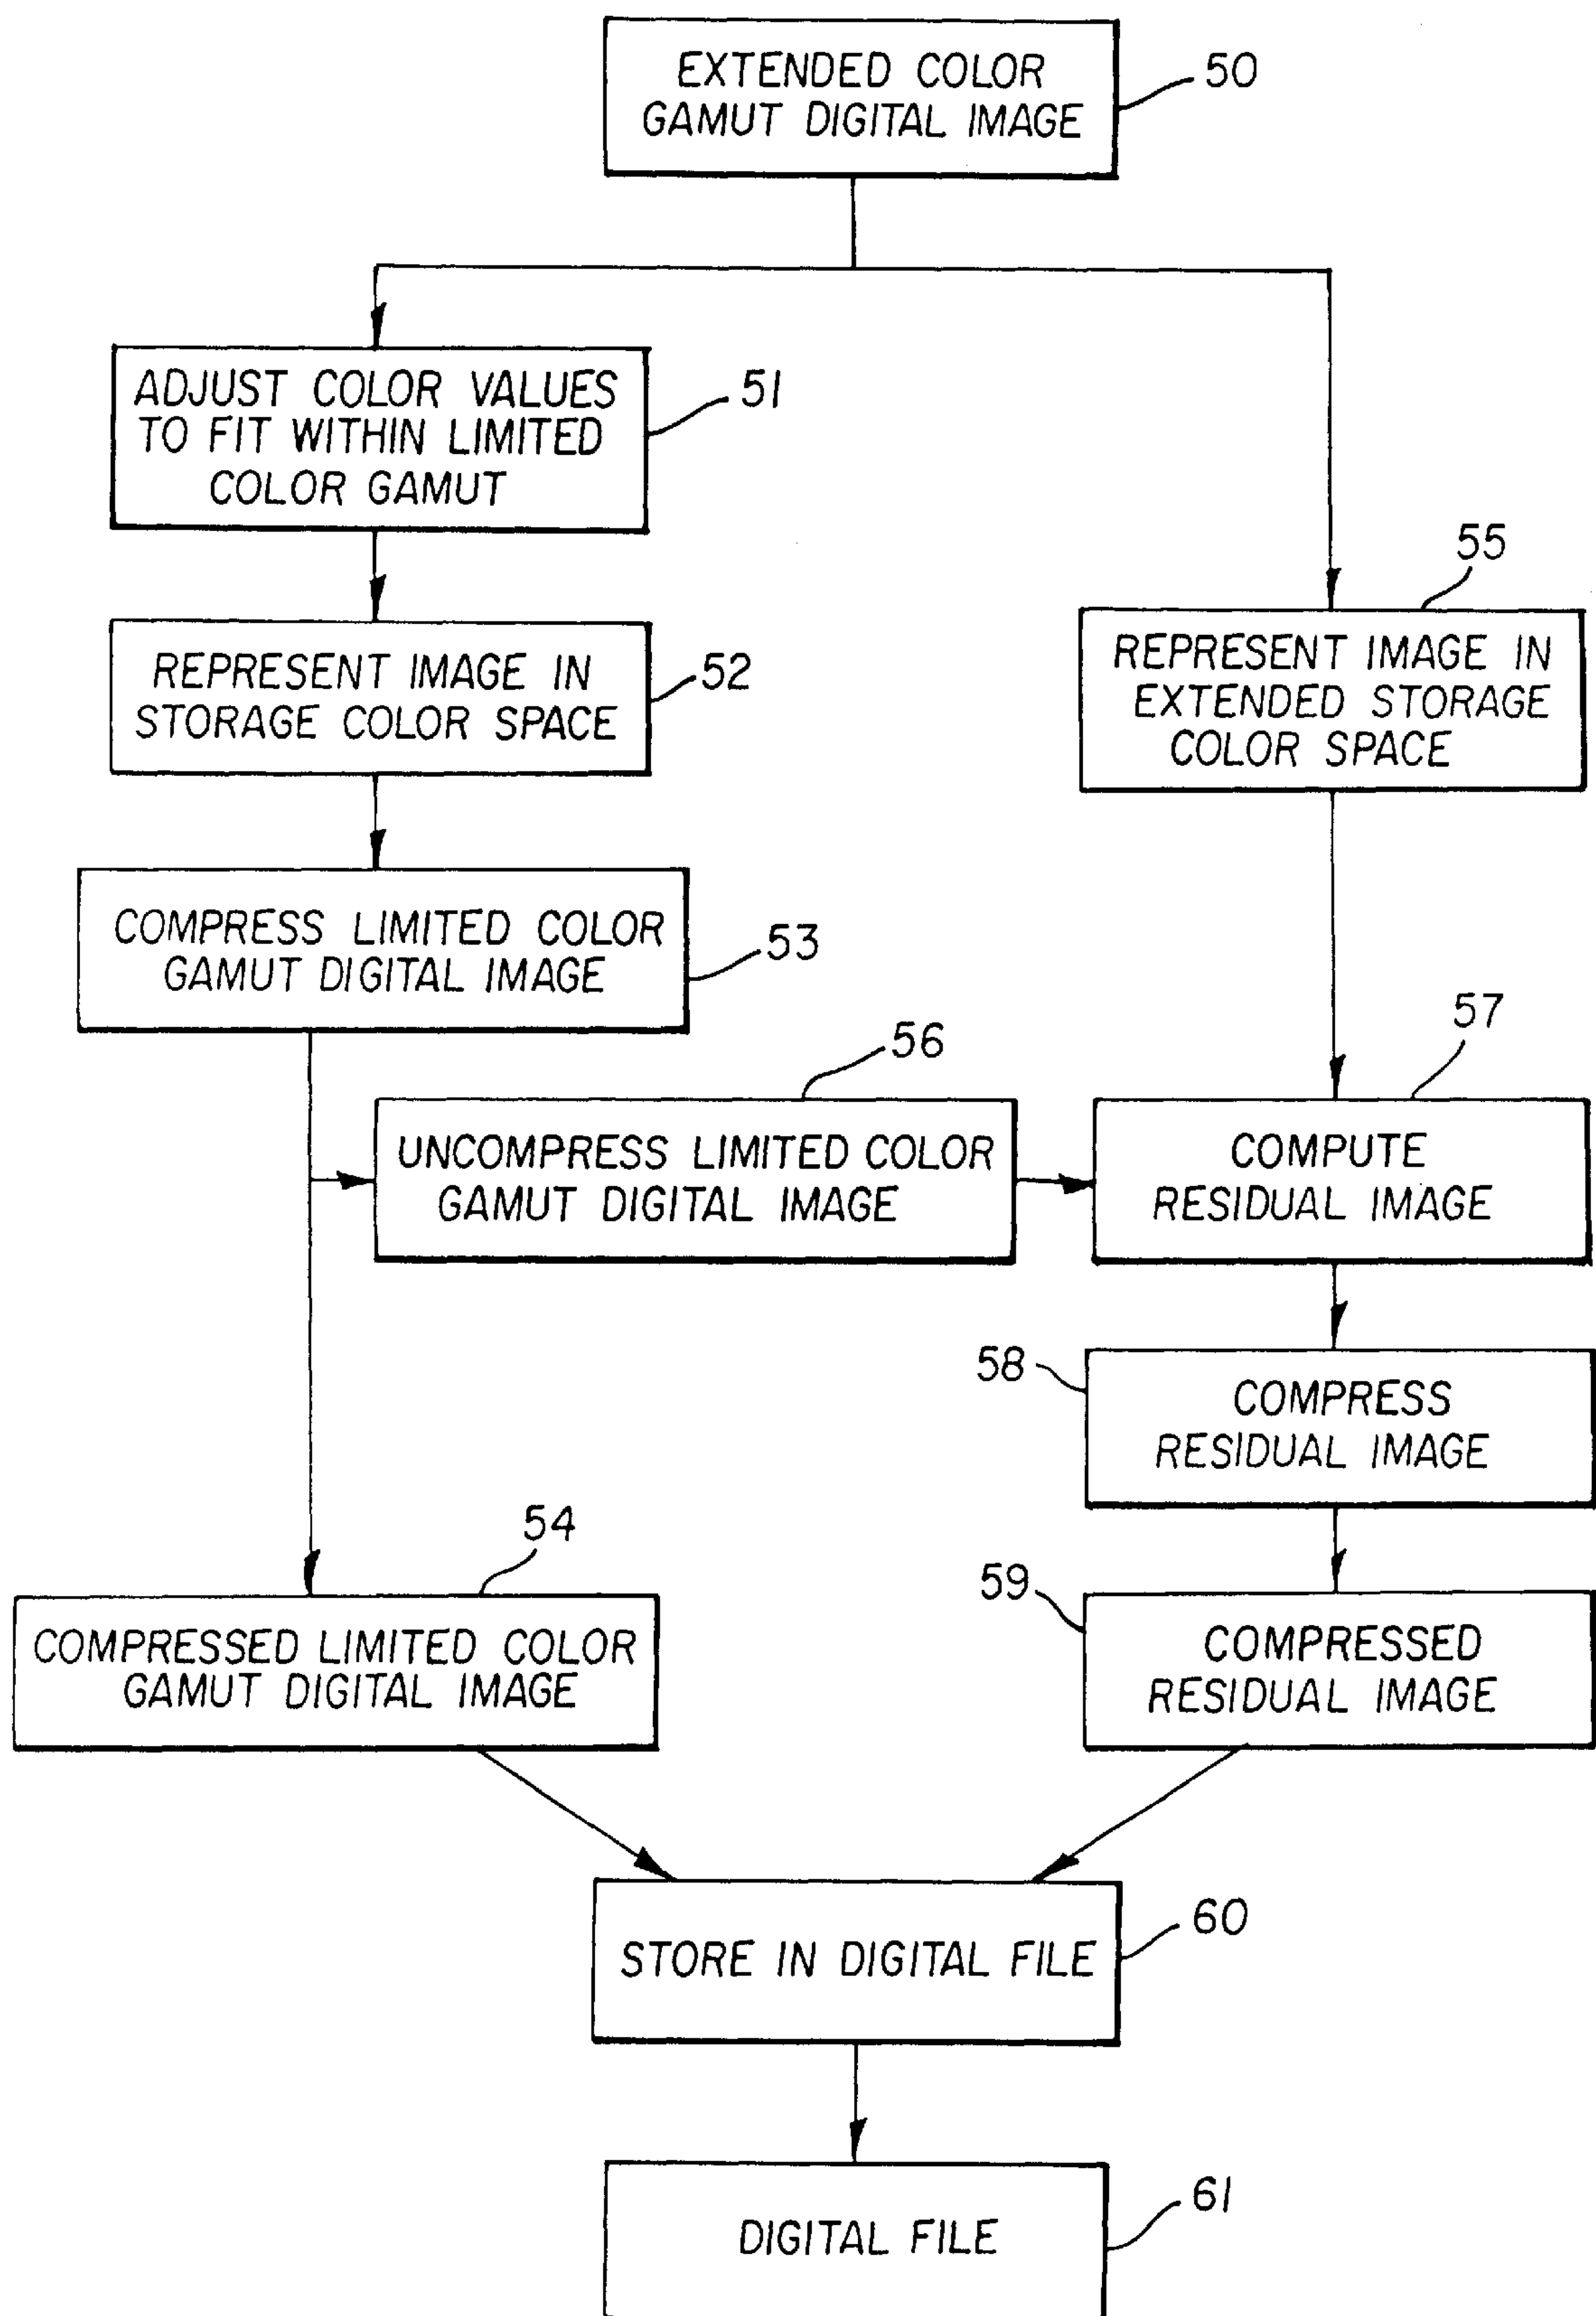 EXTENDED COLOR
GAMUT DIGITAL IMAGE
50
ADJUST COLOR VALUES
TO FIT WITHIN LIMITED
COLOR GAMUT
51
REPRESENT IMAGE IN
STORAGE COLOR SPACE
52
55
REPRESENT IMAGE IN
EXTENDED STORAGE
COLOR SPACE
COMPRESS LIMITED COLOR
GAMUT DIGITAL IMAGE
53
56
UNCOMPRESS LIMITED COLOR
GAMUT DIGITAL IMAGE
57
COMPUTE
RESIDUAL IMAGE
58
COMPRESS
RESIDUAL IMAGE
54
COMPRESSED LIMITED COLOR
GAMUT DIGITAL IMAGE
59
COMPRESSED
RESIDUAL IMAGE
STORE IN DIGITAL FILE
60
DIGITAL FILE
61